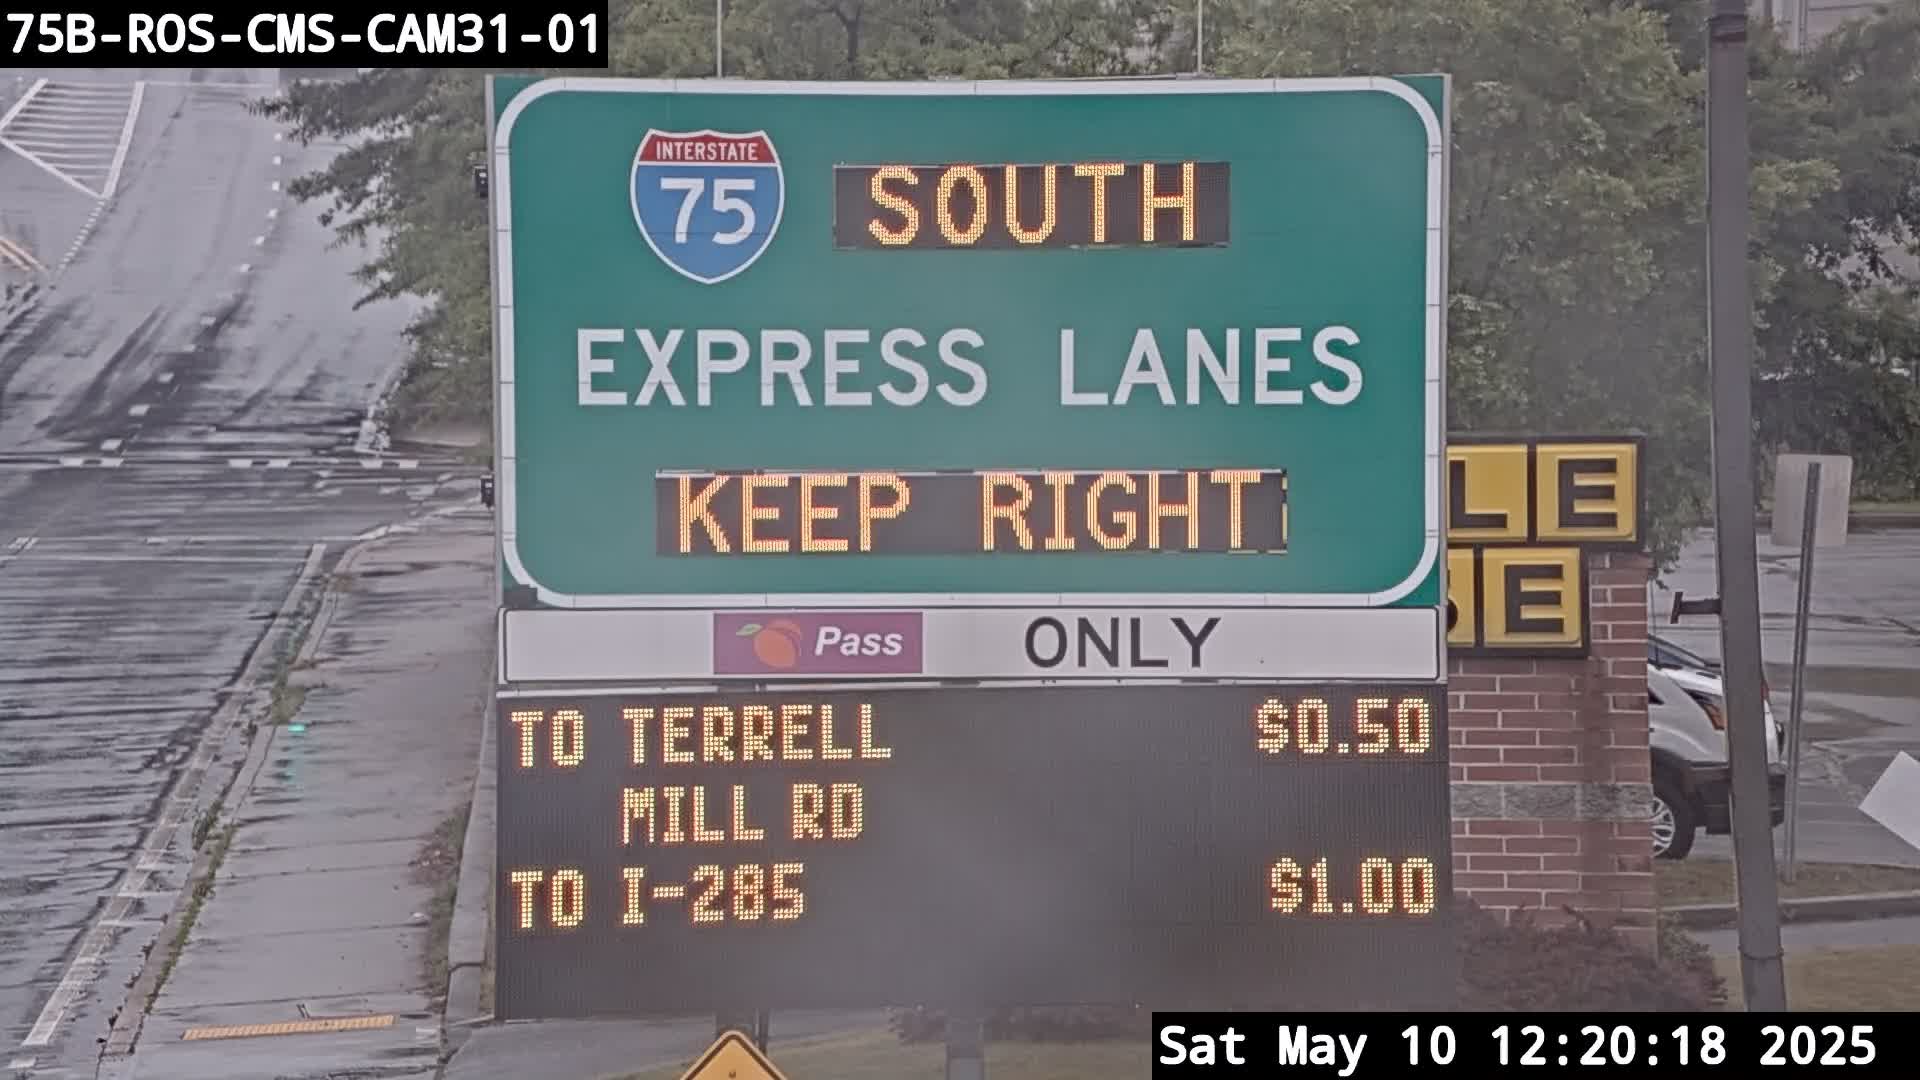 75B-ROS-CMS-CAM31-01
INTERSTATE
75
SOUTH
EXPRESS LANES
KEEP RIGHT
Pass ONLY
TO TERRELL $0.50
MILL RD
TO I-285 $1.00
LE
E
Sat May 10 12:20:18 2025